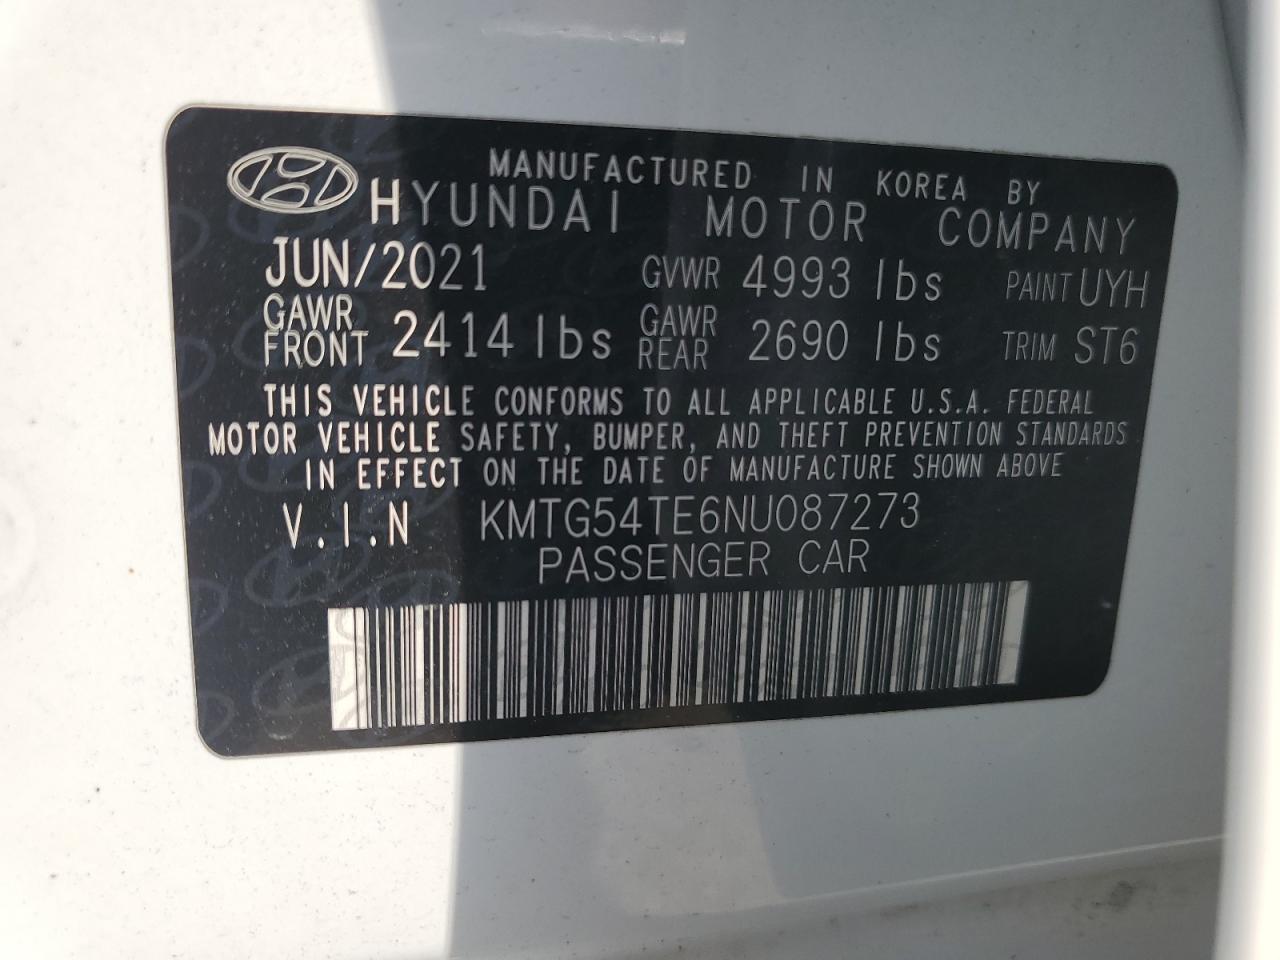 MANUFACTURED IN KOREA BY
HYUNDAI MOTOR COMPANY
JUN/2021 GVWR 4993 lbs PAINT UYH
GAWR FRONT 2414 lbs GAWR REAR 2690 lbs TRIM ST6
THIS VEHICLE CONFORMS TO ALL APPLICABLE U.S.A. FEDERAL
MOTOR VEHICLE SAFETY, BUMPER, AND THEFT PREVENTION STANDARDS
IN EFFECT ON THE DATE OF MANUFACTURE SHOWN ABOVE
V.I.N KMTG54TE6NU087273
PASSENGER CAR